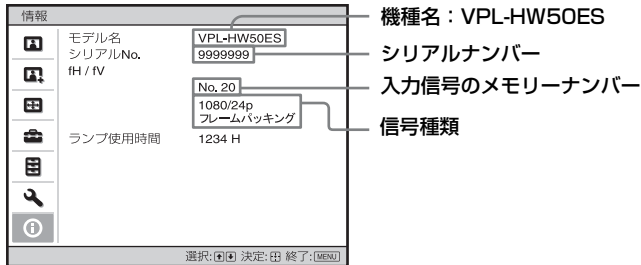 情報
モデル名 VPL-HW50ES
シリアルNo. 9999999
fH / fV
No. 20
1080/24p
フレームパッキング
ランプ使用時間 1234 H
選択: 決定: 終了: MENU
機種名：VPL-HW50ES
シリアルナンバー
入力信号のメモリーナンバー
信号種類